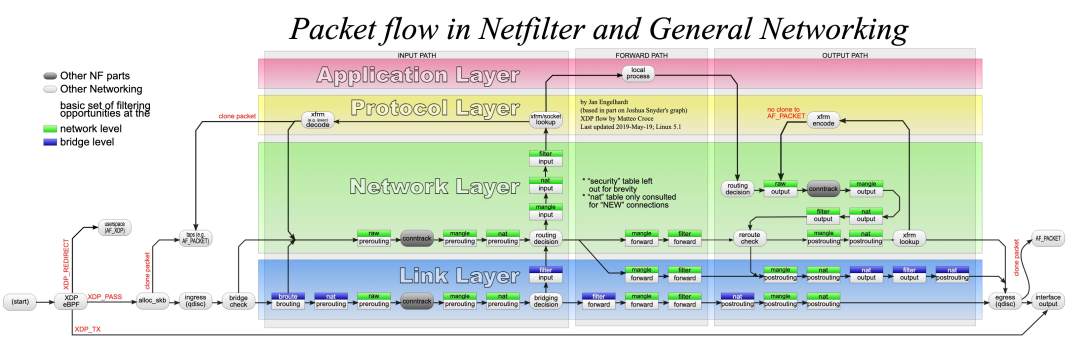 Packet flow in Netfilter and General Networking
INPUT PATH
FORWARD PATH
OUTPUT PATH
Other NF parts
Other Networking
basic set of filtering
opportunities at the
network level
bridge level
Application Layer
local
process
Protocol Layer
clone packet
xfrm
(e.g. ipsec)
decode
xfrm/socket
lookup
by Jan Engelhardt
(based in part on Joshua Snyder's graph)
XDP flow by Matteo Croce
Last updated 2019-May-19; Linux 5.1
no clone to
AF_PACKET
xfrm
encode
Network Layer
filter
input
nat
input
mangle
input
* "security" table left
out for brevity
* "nat" table only consulted
for "NEW" connections
routing
decision
raw
output
conntrack
mangle
output
filter
output
nat
output
userspace
(AF_XDP)
taps (e.g.
AF_PACKET)
raw
prerouting
conntrack
mangle
prerouting
nat
prerouting
routing
decision
mangle
forward
filter
forward
reroute
check
mangle
postrouting
nat
postrouting
xfrm
lookup
AF_PACKET
XDP_REDIRECT
clone packet
clone packet
Link Layer
filter
input
mangle
forward
filter
forward
mangle
postrouting
nat
postrouting
nat
output
filter
output
nat
postrouting
(start)
XDP
eBPF
XDP_PASS
alloc_skb
ingress
(qdisc)
bridge
check
broute
brouting
nat
prerouting
raw
prerouting
conntrack
mangle
prerouting
nat
prerouting
bridging
decision
filter
forward
mangle
forward
filter
forward
nat
postrouting
mangle
postrouting
nat
postrouting
egress
(qdisc)
interface
output
XDP_TX